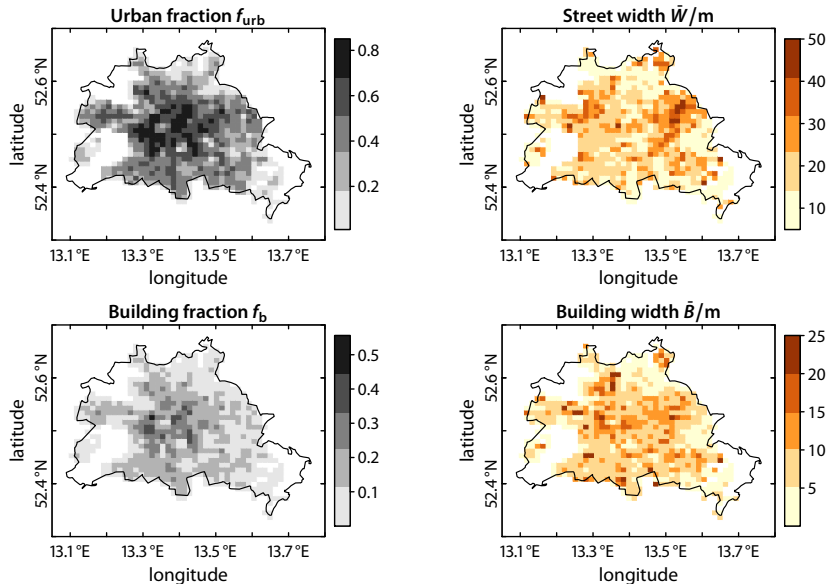 Urban fraction f_urb
0.8
0.6
0.4
0.2
52.6 °N
52.4 °N
latitude
13.1 °E 13.3 °E 13.5 °E 13.7 °E
longitude
Street width W̄/m
50
40
30
20
10
52.6 °N
52.4 °N
latitude
13.1 °E 13.3 °E 13.5 °E 13.7 °E
longitude
Building fraction f_b
0.5
0.4
0.3
0.2
0.1
52.6 °N
52.4 °N
latitude
13.1 °E 13.3 °E 13.5 °E 13.7 °E
longitude
Building width B̄/m
25
20
15
10
5
52.6 °N
52.4 °N
latitude
13.1 °E 13.3 °E 13.5 °E 13.7 °E
longitude